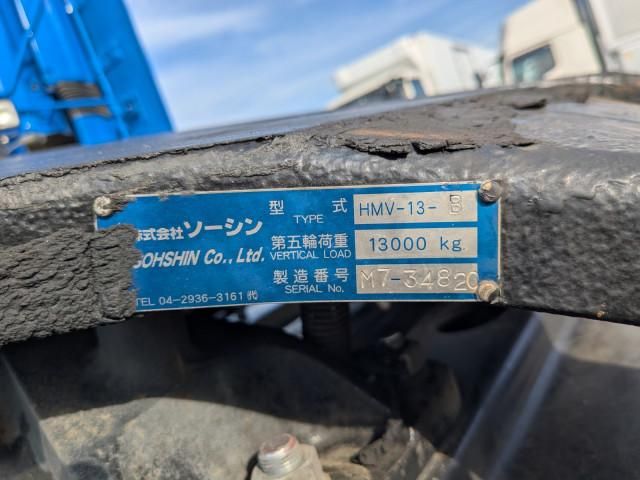 式会社 ソーシン
SOHSHIN Co., Ltd.
TEL 04-2936-3161 ㈹
型 式 HMV-13-B
TYPE
第五輪荷重 13000 kg
VERTICAL LOAD
製造番号 M7-34820
SERIAL No.